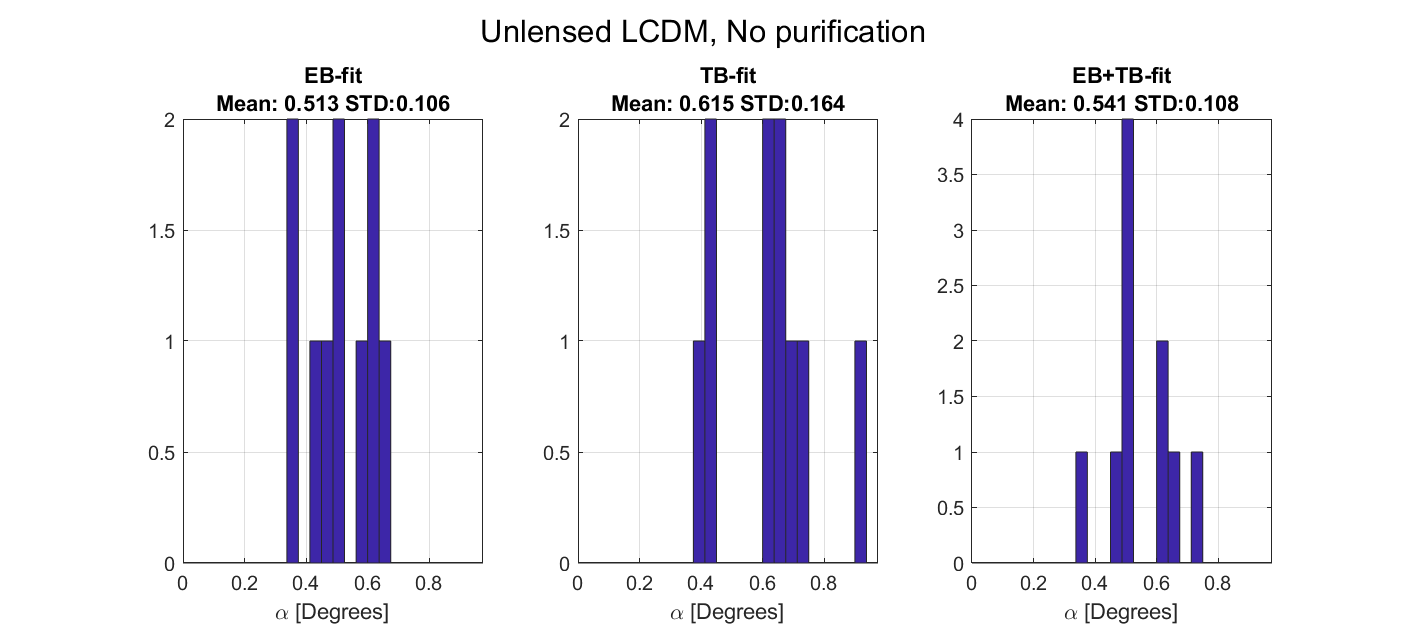 Unlensed LCDM, No purification
EB-fit
Mean: 0.513 STD:0.106
2
1.5
1
0.5
0
0 0.2 0.4 0.6 0.8
α [Degrees]
TB-fit
Mean: 0.615 STD:0.164
2
1.5
1
0.5
0
0 0.2 0.4 0.6 0.8
α [Degrees]
EB+TB-fit
Mean: 0.541 STD:0.108
4
3.5
3
2.5
2
1.5
1
0.5
0
0 0.2 0.4 0.6 0.8
α [Degrees]